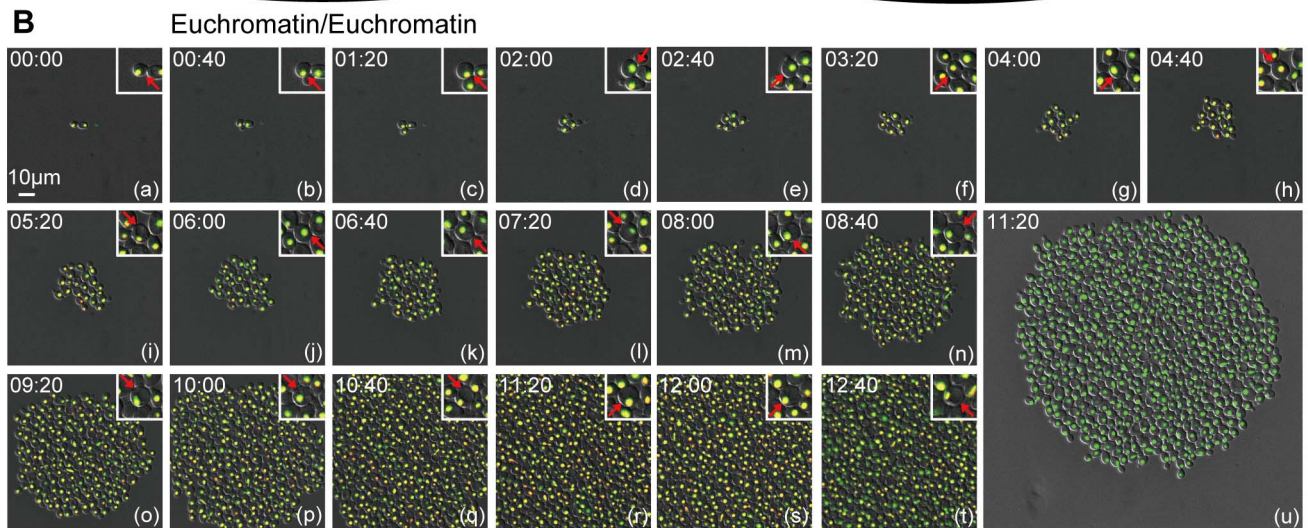 B
Euchromatin/Euchromatin
00:00
00:40
01:20
02:00
02:40
03:20
04:00
04:40
10µm
(a)
(b)
(c)
(d)
(e)
(f)
(g)
(h)
05:20
06:00
06:40
07:20
08:00
08:40
11:20
(i)
(j)
(k)
(l)
(m)
(n)
09:20
10:00
10:40
11:20
12:00
12:40
(o)
(p)
(q)
(r)
(s)
(t)
(u)